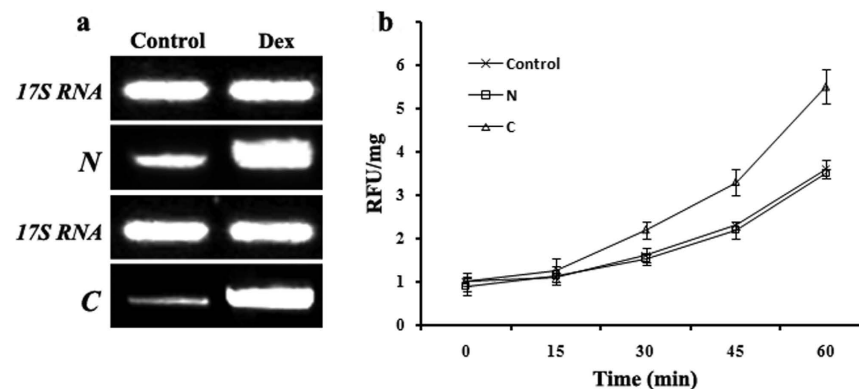 a
Control Dex
17S RNA
N
17S RNA
C
b
Control
N
C
RFU/mg
7
6
5
4
3
2
1
0
0 15 30 45 60
Time (min)